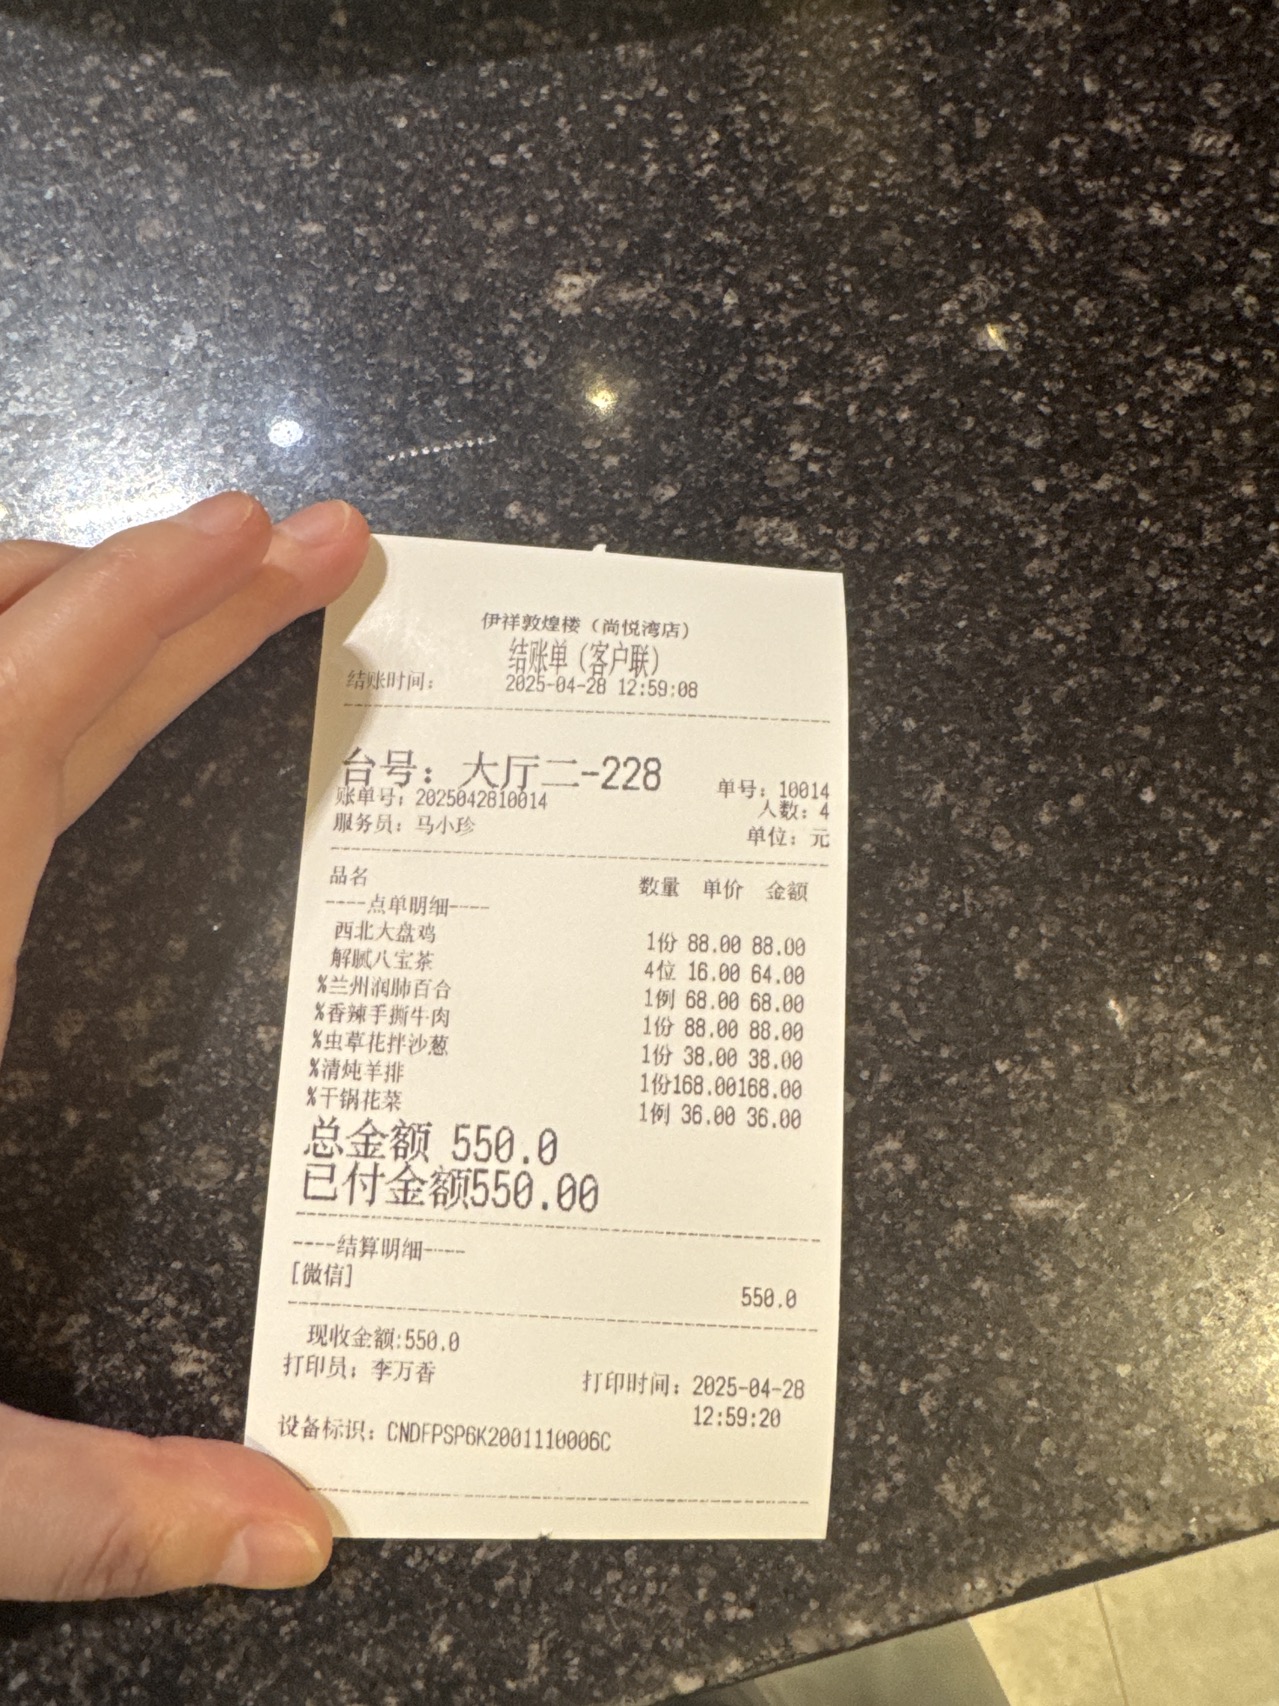 伊祥敦煌楼（尚悦湾店）
结账单（客户联）
结账时间： 2025-04-28 12:59:08
台号：大厅二-228 单号：10014
账单号：2025042810014 人数：4
服务员：马小珍 单位：元
品名 数量 单价 金额
----点单明细----
西北大盘鸡 1份 88.00 88.00
解腻八宝茶 4位 16.00 64.00
%兰州润肺百合 1例 68.00 68.00
%香辣手撕牛肉 1份 88.00 88.00
%虫草花拌沙葱 1份 38.00 38.00
%清炖羊排 1份168.00168.00
%干锅花菜 1例 36.00 36.00
总金额 550.0
已付金额550.00
----结算明细----
[微信] 550.0
现收金额:550.0
打印员：李万香 打印时间：2025-04-28
12:59:20
设备标识：CNDFPSP6K2001110006C